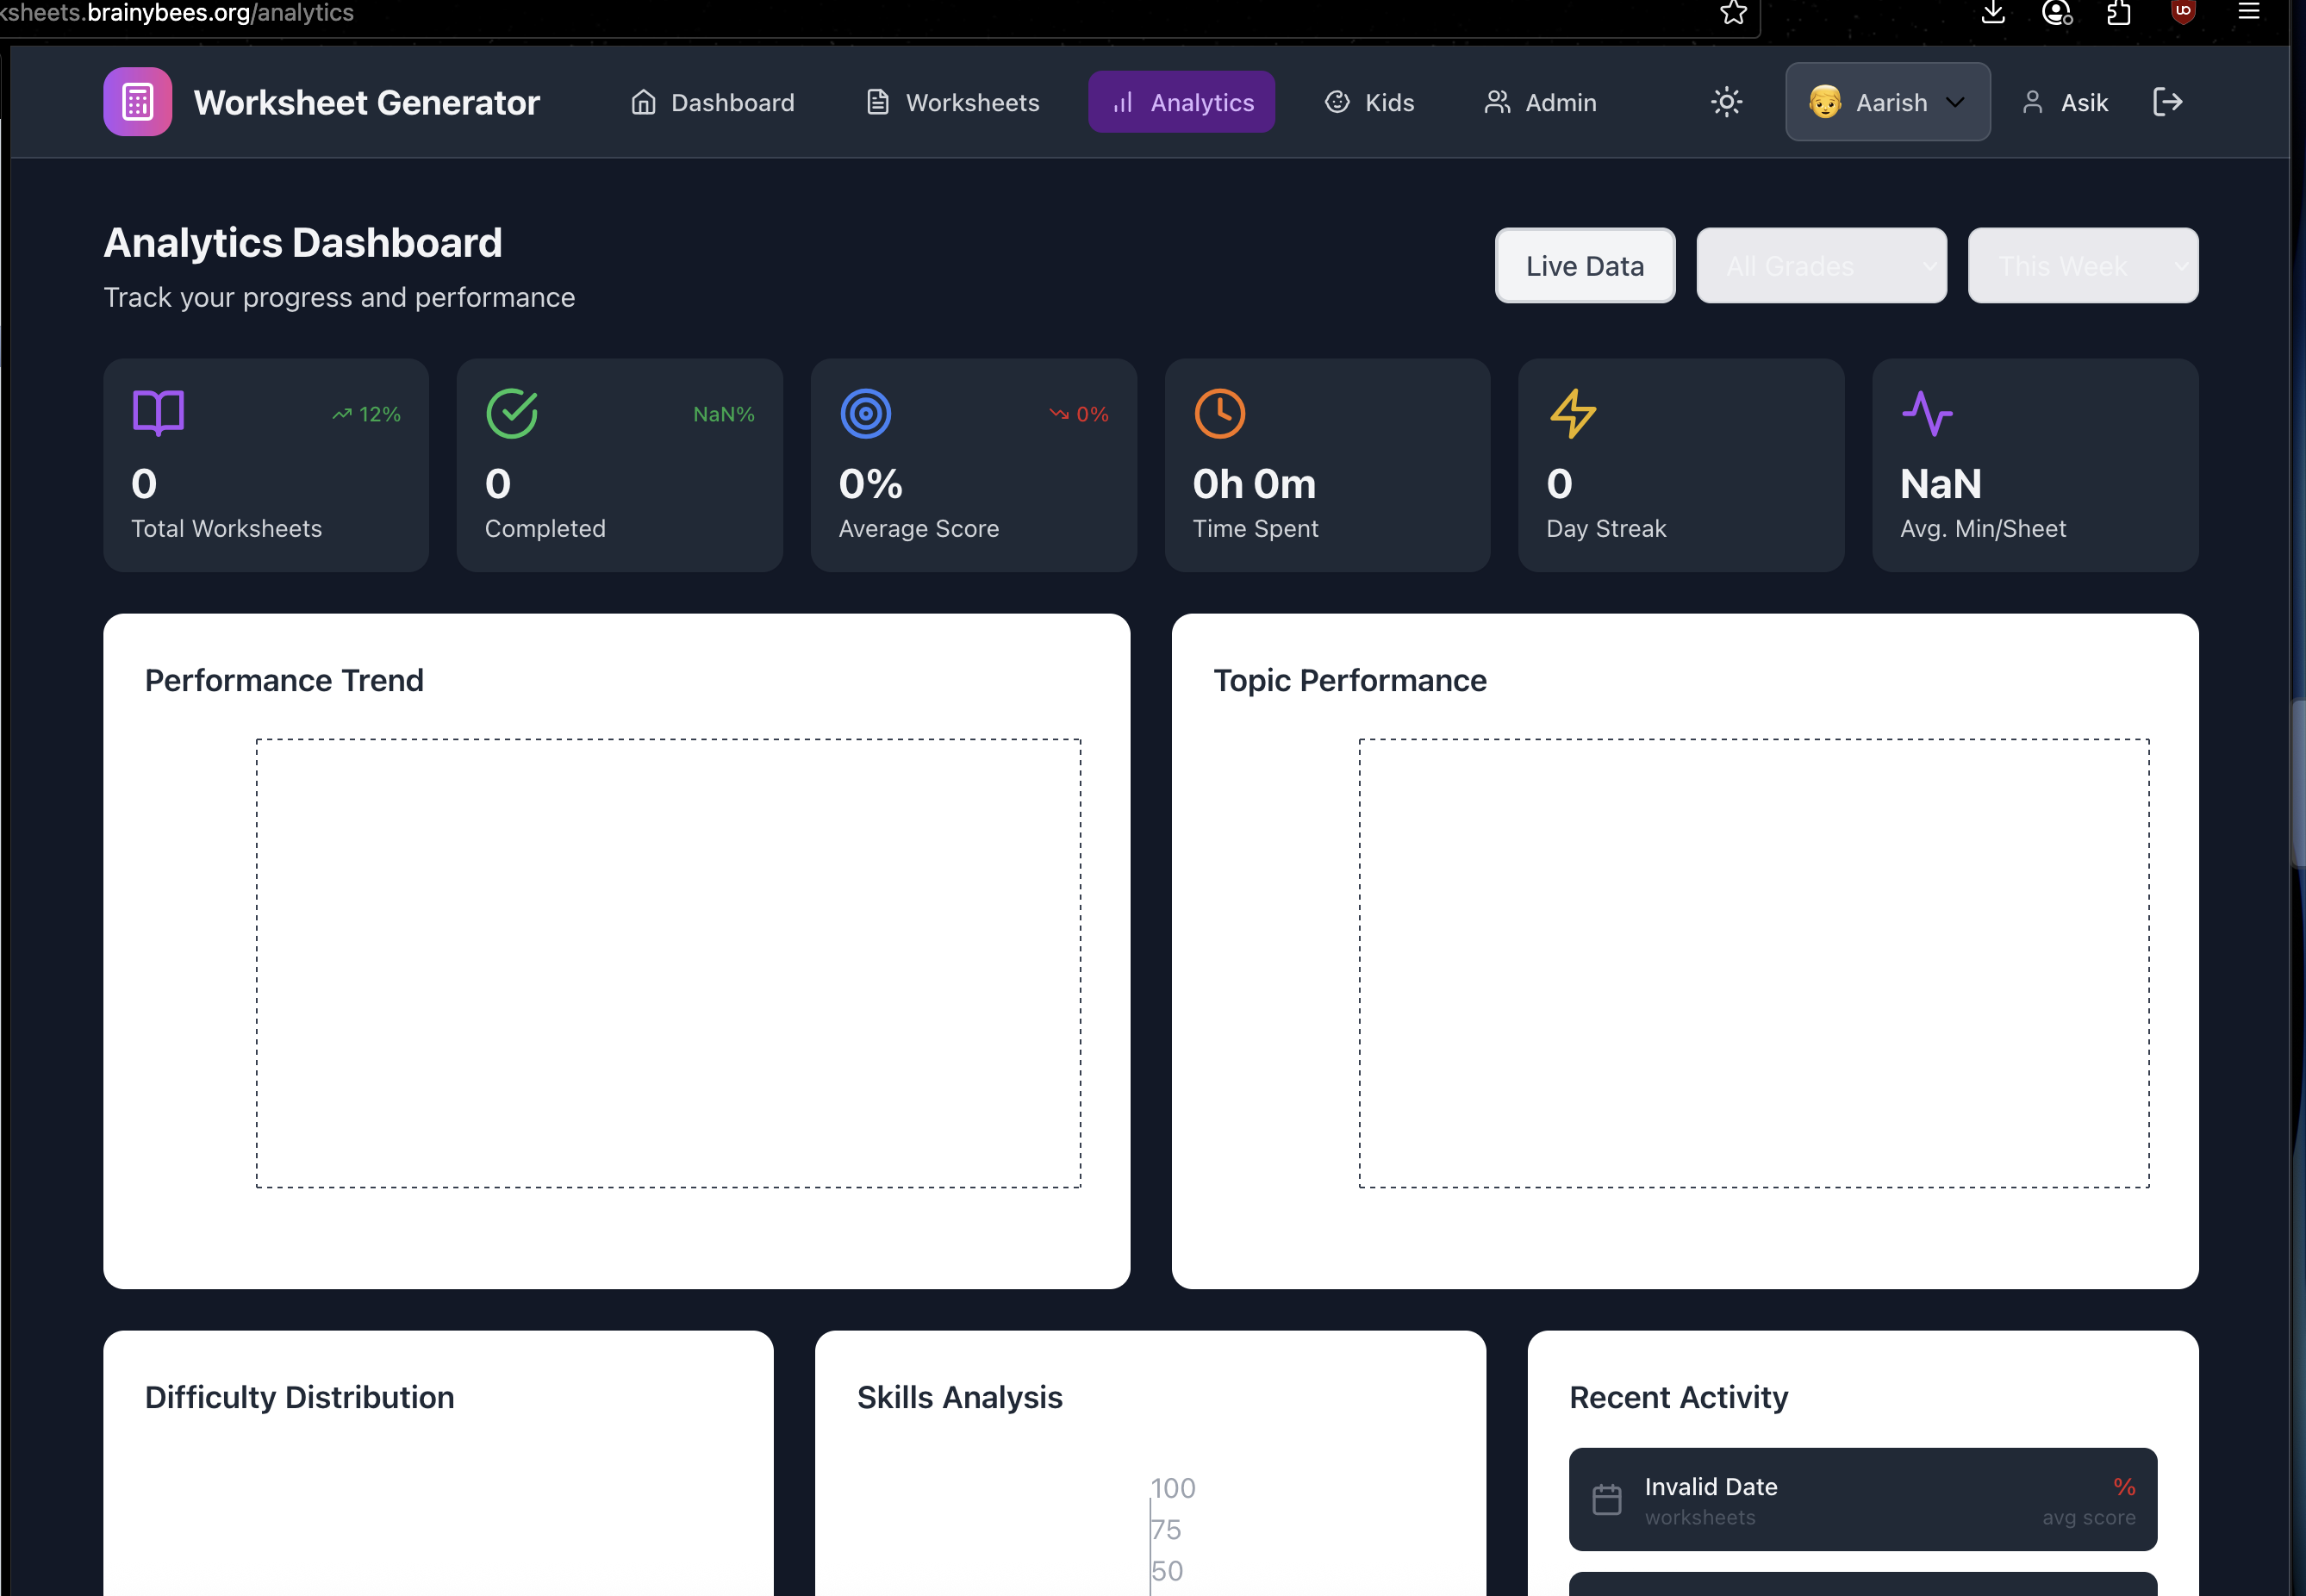 ksheets.brainybees.org/analytics
Worksheet Generator
Dashboard
Worksheets
Analytics
Kids
Admin
Aarish
Asik
Analytics Dashboard
Track your progress and performance
Live Data
All Grades
This Week
12%
0
Total Worksheets
NaN%
0
Completed
0%
0%
Average Score
0h 0m
Time Spent
0
Day Streak
NaN
Avg. Min/Sheet
Performance Trend
Topic Performance
Difficulty Distribution
Skills Analysis
100
75
50
Recent Activity
Invalid Date
%
worksheets
avg score